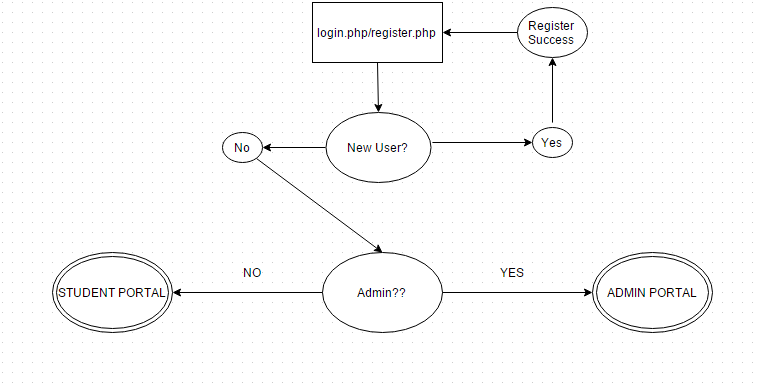 login.php/register.php
Register
Success
No
New User?
Yes
NO
YES
STUDENT PORTAL
Admin??
ADMIN PORTAL